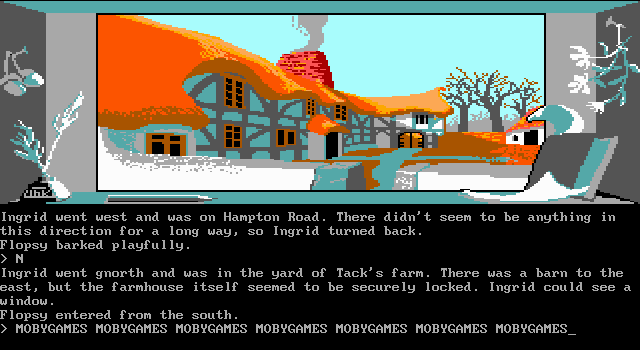 Ingrid went west and was on Hampton Road. There didn't seem to be anything in
this direction for a long way, so Ingrid turned back.
Flopsy barked playfully.
> N
Ingrid went gnorth and was in the yard of Tack's farm. There was a barn to the
east, but the farmhouse itself seemed to be securely locked. Ingrid could see a
window.
Flopsy entered from the south.
> MOBYGAMES MOBYGAMES MOBYGAMES MOBYGAMES MOBYGAMES MOBYGAMES MOBYGAMES_